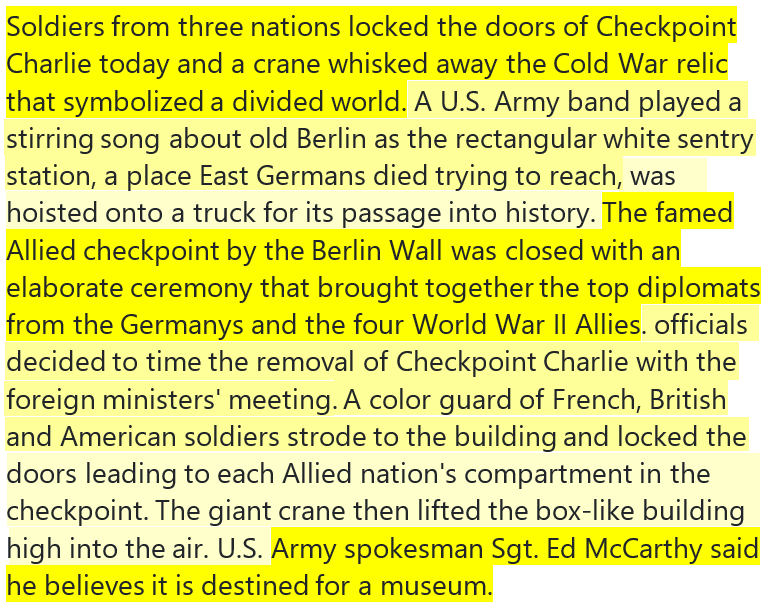 Soldiers from three nations locked the doors of Checkpoint
Charlie today and a crane whisked away the Cold War relic
that symbolized a divided world. A U.S. Army band played a
stirring song about old Berlin as the rectangular white sentry
station, a place East Germans died trying to reach, was
hoisted onto a truck for its passage into history. The famed
Allied checkpoint by the Berlin Wall was closed with an
elaborate ceremony that brought together the top diplomats
from the Germanys and the four World War II Allies. officials
decided to time the removal of Checkpoint Charlie with the
foreign ministers' meeting. A color guard of French, British
and American soldiers strode to the building and locked the
doors leading to each Allied nation's compartment in the
checkpoint. The giant crane then lifted the box-like building
high into the air. U.S. Army spokesman Sgt. Ed McCarthy said
he believes it is destined for a museum.